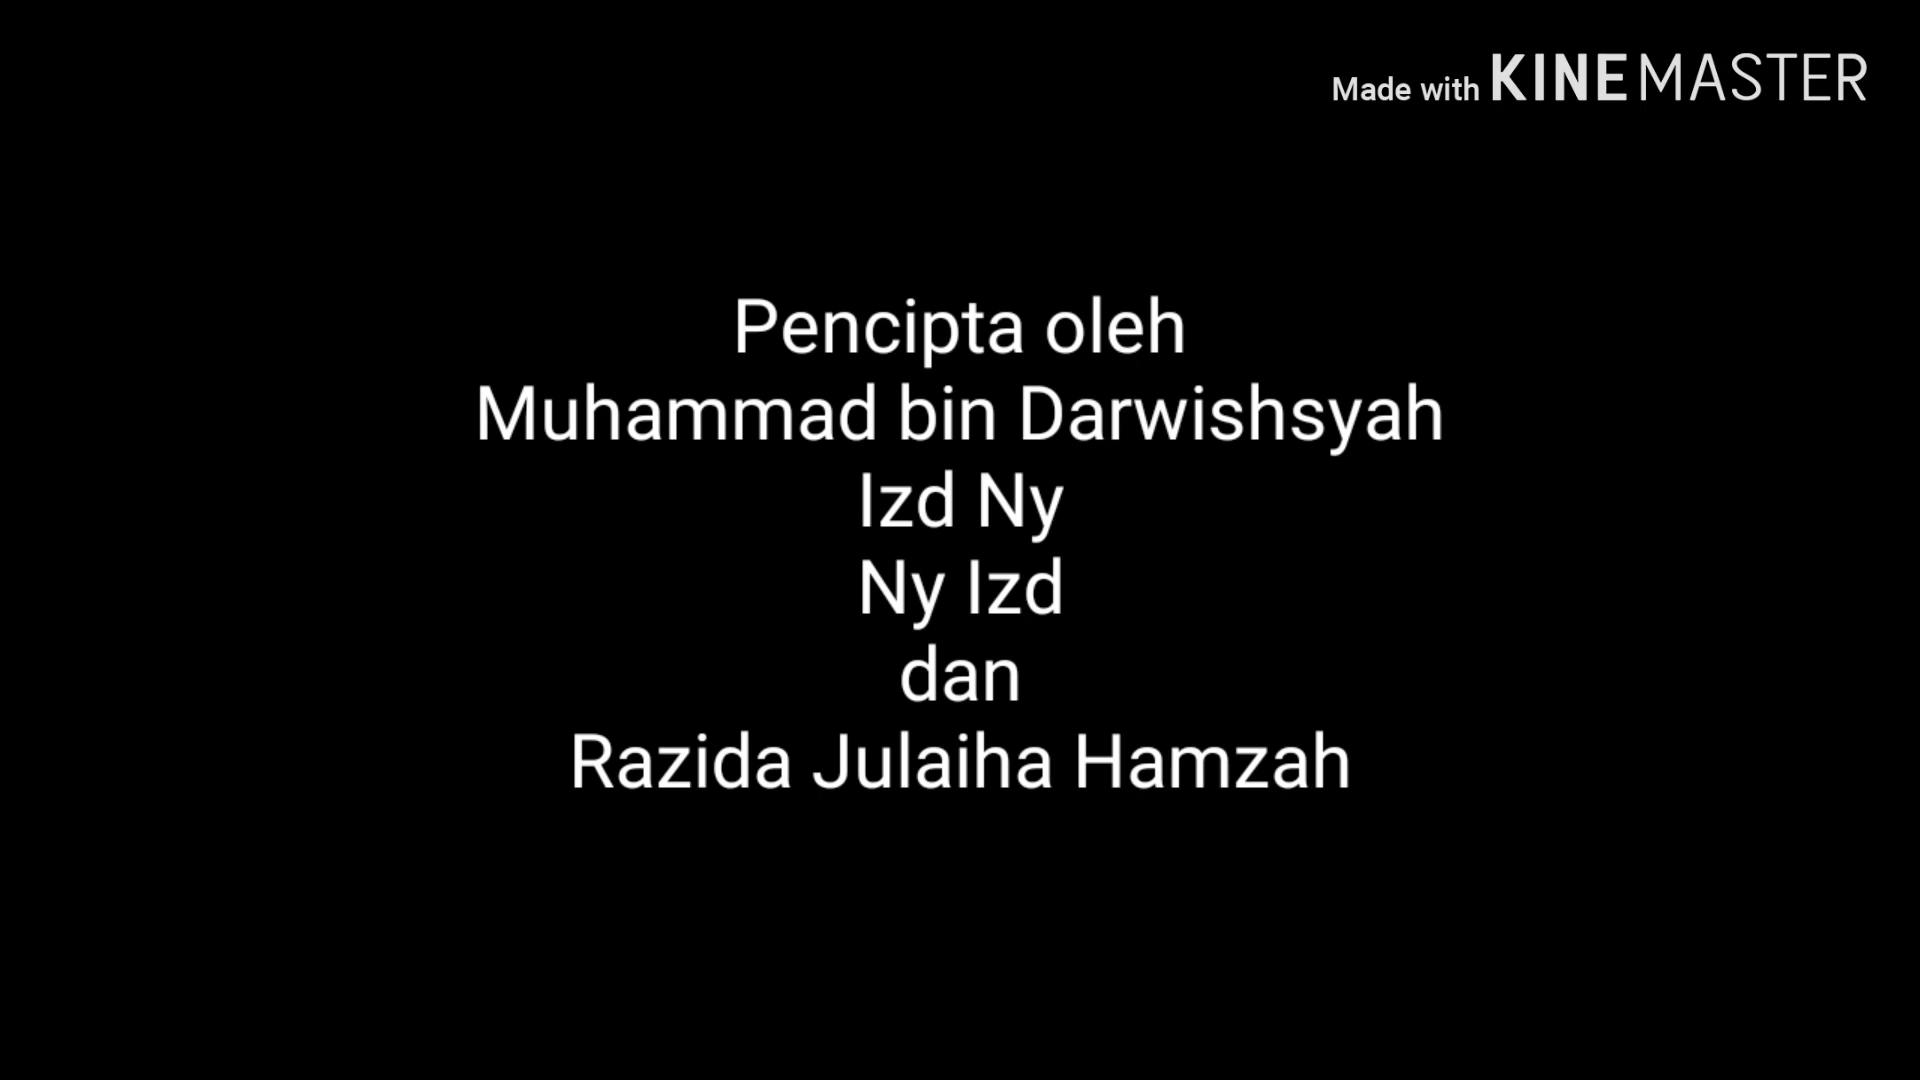 Made with KINEMASTER
Pencipta oleh
Muhammad bin Darwishsyah
Izd Ny
Ny Izd
dan
Razida Julaiha Hamzah